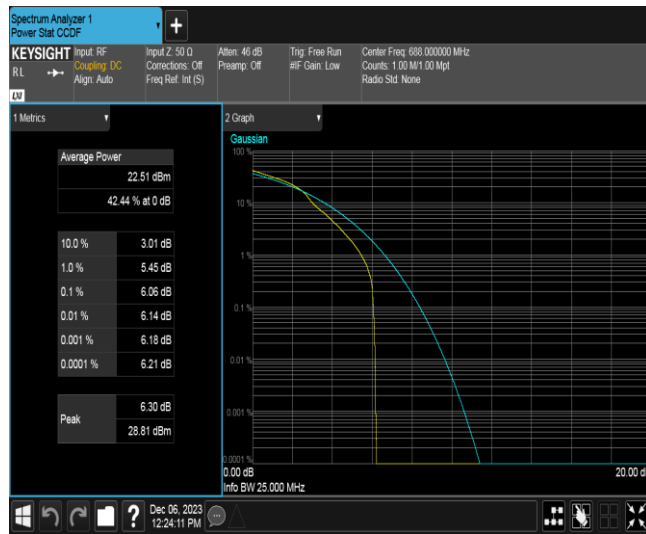 Spectrum Analyzer 1
Power Stat CCDF
+
KEYSIGHT
RL
LXI
Input: RF
Coupling: DC
Align: Auto
Input Z: 50 Ω
Corrections: Off
Freq Ref: Int (S)
Atten: 46 dB
Preamp: Off
Trig: Free Run
#IF Gain: Low
Center Freq: 688.000000 MHz
Counts: 1.00 M/1.00 Mpt
Radio Std: None
1 Metrics
Average Power
22.51 dBm
42.44 % at 0 dB
10.0 % 3.01 dB
1.0 % 5.45 dB
0.1 % 6.06 dB
0.01 % 6.14 dB
0.001 % 6.18 dB
0.0001 % 6.21 dB
Peak
6.30 dB
28.81 dBm
2 Graph
Gaussian
100 %
10 %
1 %
0.1 %
0.01 %
0.001 %
0.0001 %
0.00 dB
20.00 d
Info BW 25.000 MHz
?
Dec 06, 2023
12:24:11 PM